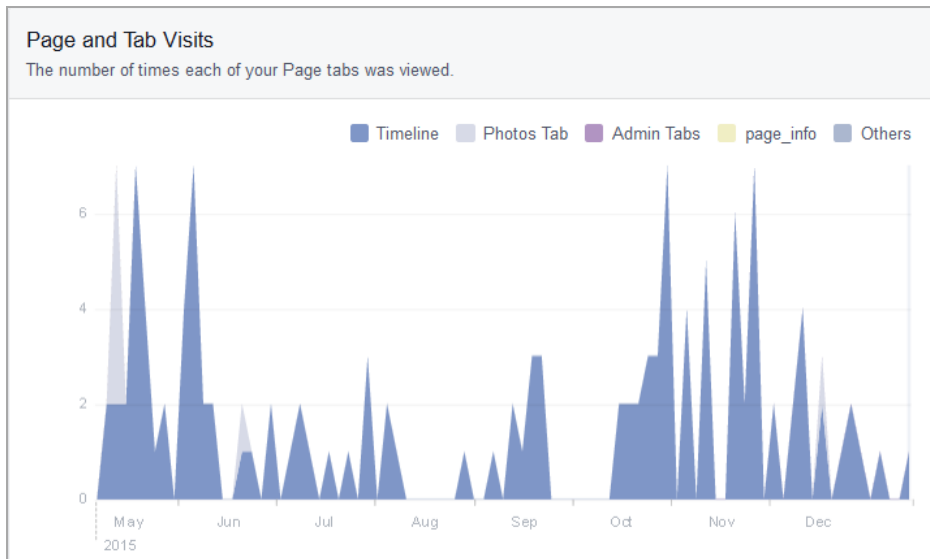 Page and Tab Visits
The number of times each of your Page tabs was viewed.
Timeline Photos Tab Admin Tabs page_info Others
6
4
2
0
May Jun Jul Aug Sep Oct Nov Dec
2015